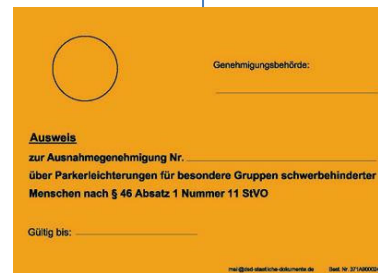 Genehmigungsbehörde:
Ausweis
zur Ausnahmegenehmigung Nr.
über Parkerleichterungen für besondere Gruppen schwerbehinderter
Menschen nach § 46 Absatz 1 Nummer 11 StVO
Gültig bis: